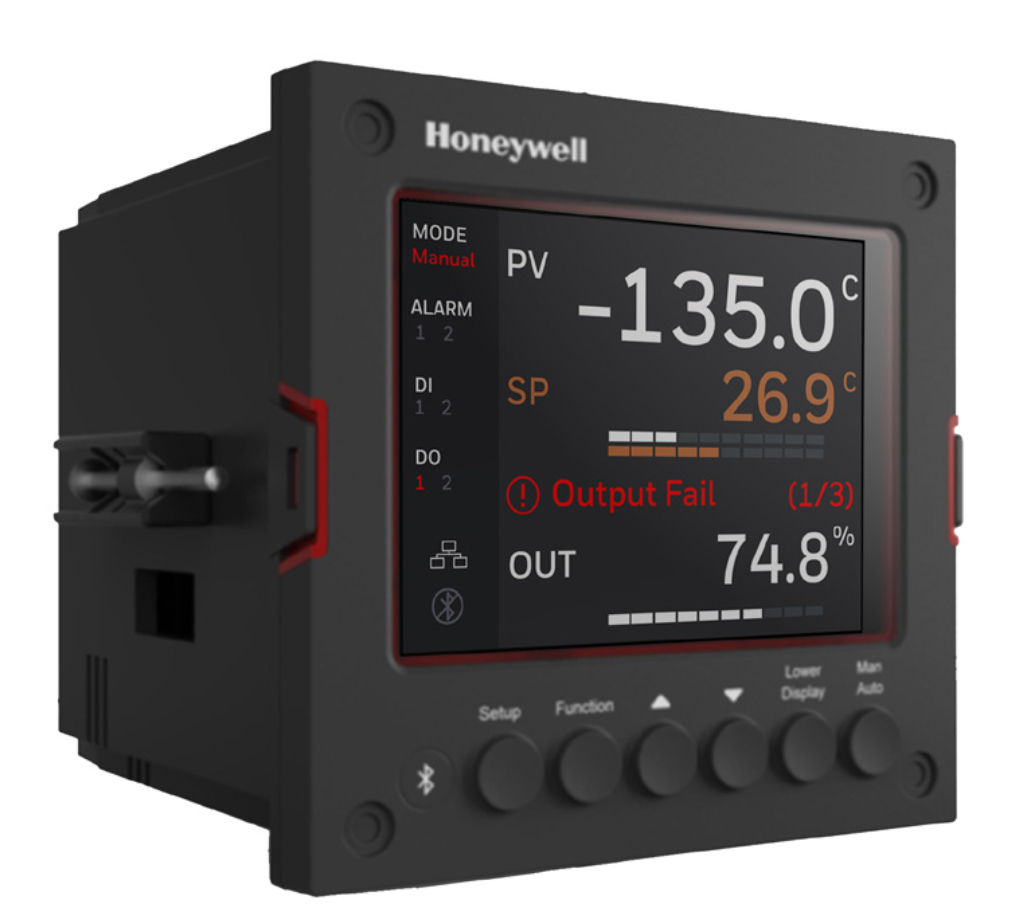 Honeywell
MODE
Manual
PV
-135.0 C
ALARM
1 2
SP
26.9 C
DI
1 2
DO
1 2
Output Fail (1/3)
OUT
74.8 %
Setup
Function
Lower
Display
Man
Auto